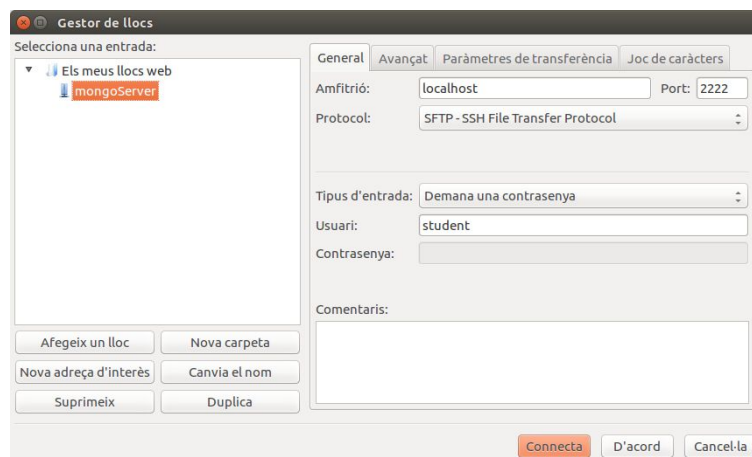 Gestor de llocs
Selecciona una entrada:
Els meus llocs web
mongoServer
Afegeix un lloc
Nova carpeta
Nova adreça d'interès
Canvia el nom
Suprimeix
Duplica
General
Avançat
Paràmetres de transferència
Joc de caràcters
Amfitrió:
localhost
Port:
2222
Protocol:
SFTP - SSH File Transfer Protocol
Tipus d'entrada:
Demana una contrasenya
Usuari:
student
Contrasenya:
Comentaris:
Connecta
D'acord
Cancel·la